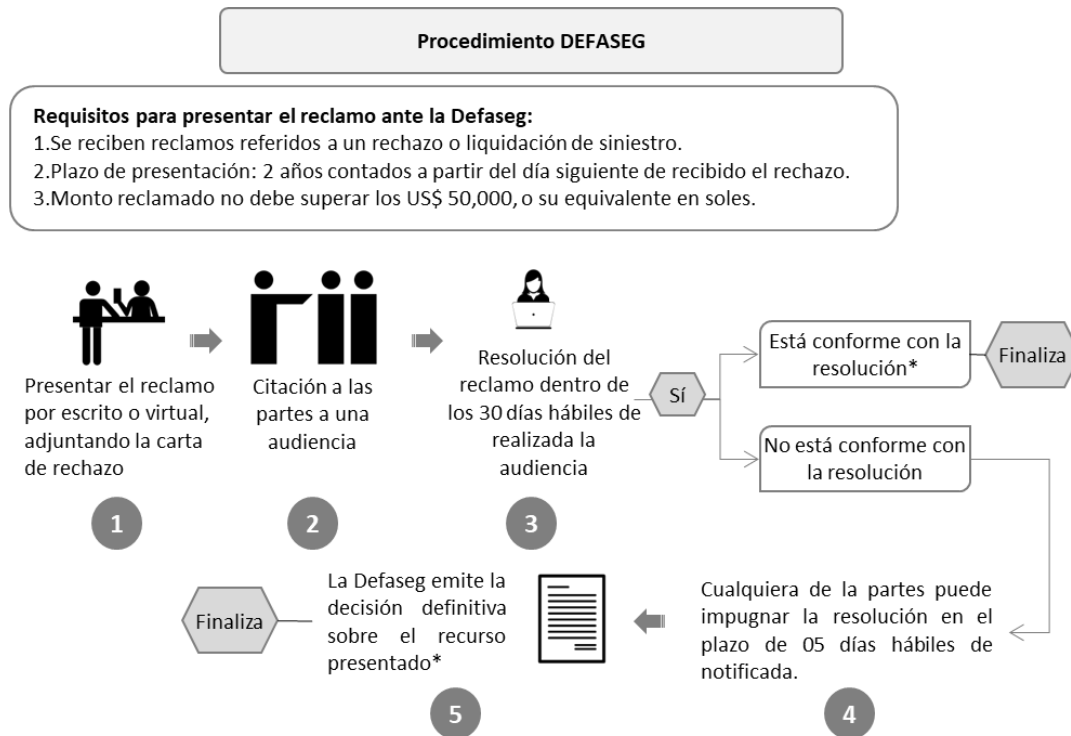 Procedimiento DEFASEG
Requisitos para presentar el reclamo ante la Defaseg:
1.Se reciben reclamos referidos a un rechazo o liquidación de siniestro.
2.Plazo de presentación: 2 años contados a partir del día siguiente de recibido el rechazo.
3.Monto reclamado no debe superar los US$ 50,000, o su equivalente en soles.
Presentar el reclamo
por escrito o virtual,
adjuntando la carta
de rechazo
1
Citación a las
partes a una
audiencia
2
Resolución del
reclamo dentro de
los 30 días hábiles de
realizada la
audiencia
3
Sí
Está conforme con la
resolución*
Finaliza
No está conforme con
la resolución
Cualquiera de la partes puede
impugnar la resolución en el
plazo de 05 días hábiles de
notificada.
4
La Defaseg emite la
decisión definitiva
sobre el recurso
presentado*
5
Finaliza